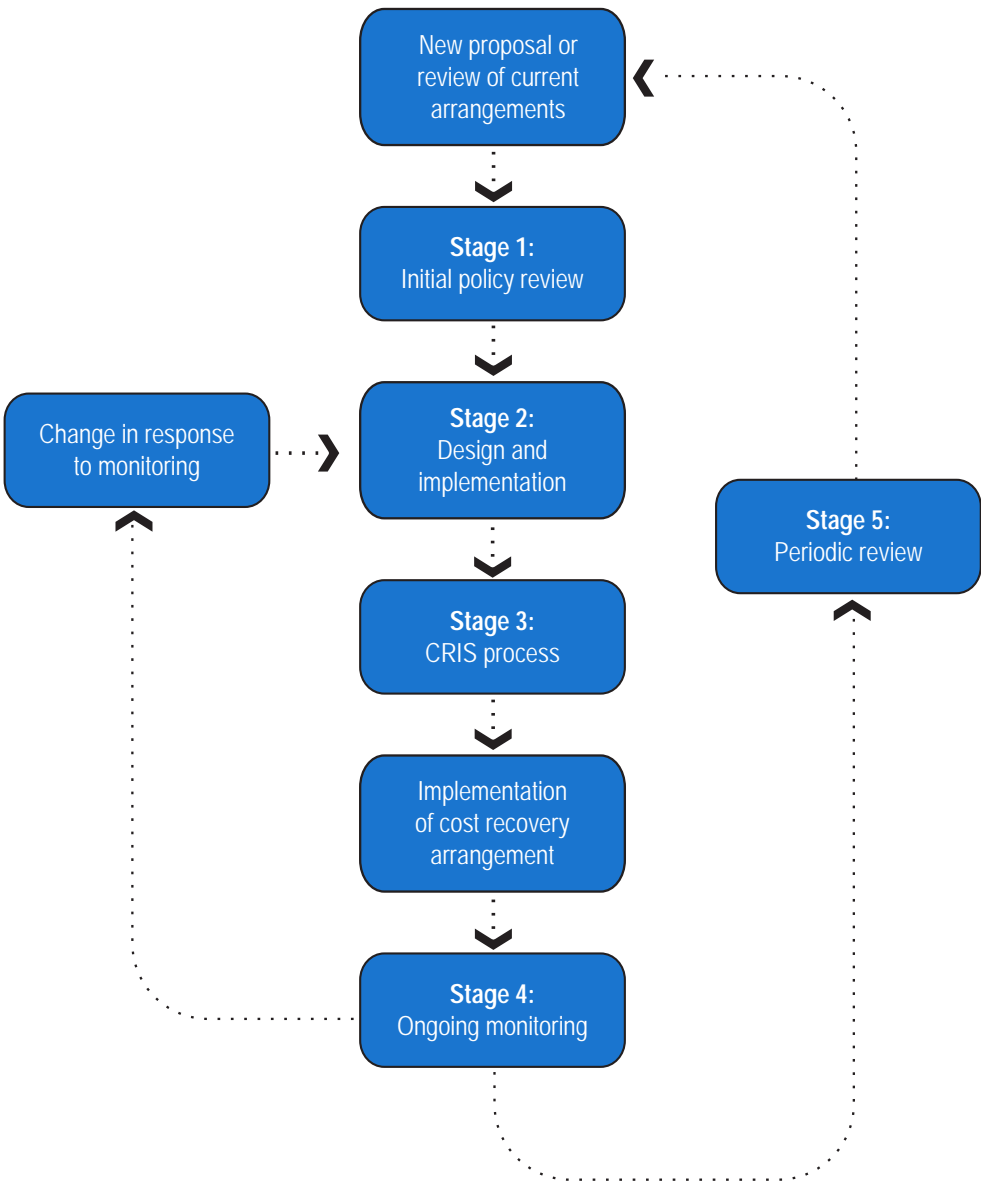 New proposal or
review of current
arrangements
Stage 1:
Initial policy review
Stage 2:
Design and
implementation
Change in response
to monitoring
Stage 5:
Periodic review
Stage 3:
CRIS process
Implementation
of cost recovery
arrangement
Stage 4:
Ongoing monitoring